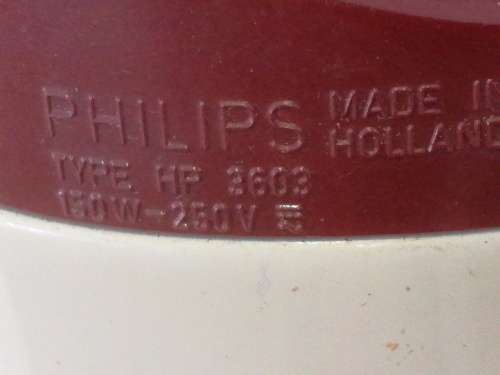 PHILIPS
MADE IN
HOLLAND
TYPE HP 3603
150W-250V